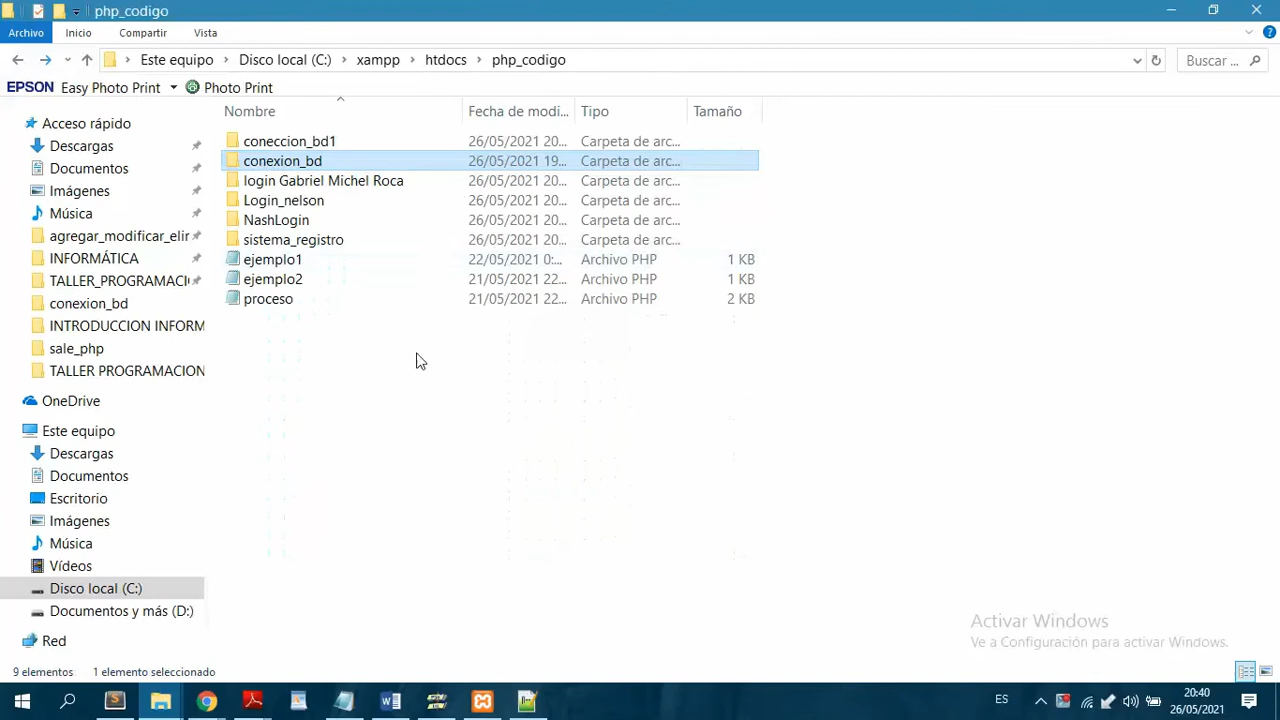 php_codigo
Archivo Inicio Compartir Vista
Este equipo Disco local (C:) xampp htdocs php_codigo Buscar ...
EPSON Easy Photo Print Photo Print
Nombre Fecha de modi... Tipo Tamaño
Acceso rápido
Descargas
Documentos
Imágenes
Música
agregar_modificar_elir
INFORMÁTICA
TALLER_PROGRAMACI
conexion_bd
INTRODUCCION INFORM
sale_php
TALLER PROGRAMACION
OneDrive
Este equipo
Descargas
Documentos
Escritorio
Imágenes
Música
Vídeos
Disco local (C:)
Documentos y más (D:)
Red
coneccion_bd1 26/05/2021 20... Carpeta de arc...
conexion_bd 26/05/2021 19... Carpeta de arc...
login Gabriel Michel Roca 26/05/2021 20... Carpeta de arc...
Login_nelson 26/05/2021 20... Carpeta de arc...
NashLogin 26/05/2021 20... Carpeta de arc...
sistema_registro 26/05/2021 20... Carpeta de arc...
ejemplo1 22/05/2021 0:... Archivo PHP 1 KB
ejemplo2 21/05/2021 22... Archivo PHP 1 KB
proceso 21/05/2021 22... Archivo PHP 2 KB
Activar Windows
Ve a Configuración para activar Windows.
9 elementos 1 elemento seleccionado
ES 20:40
26/05/2021